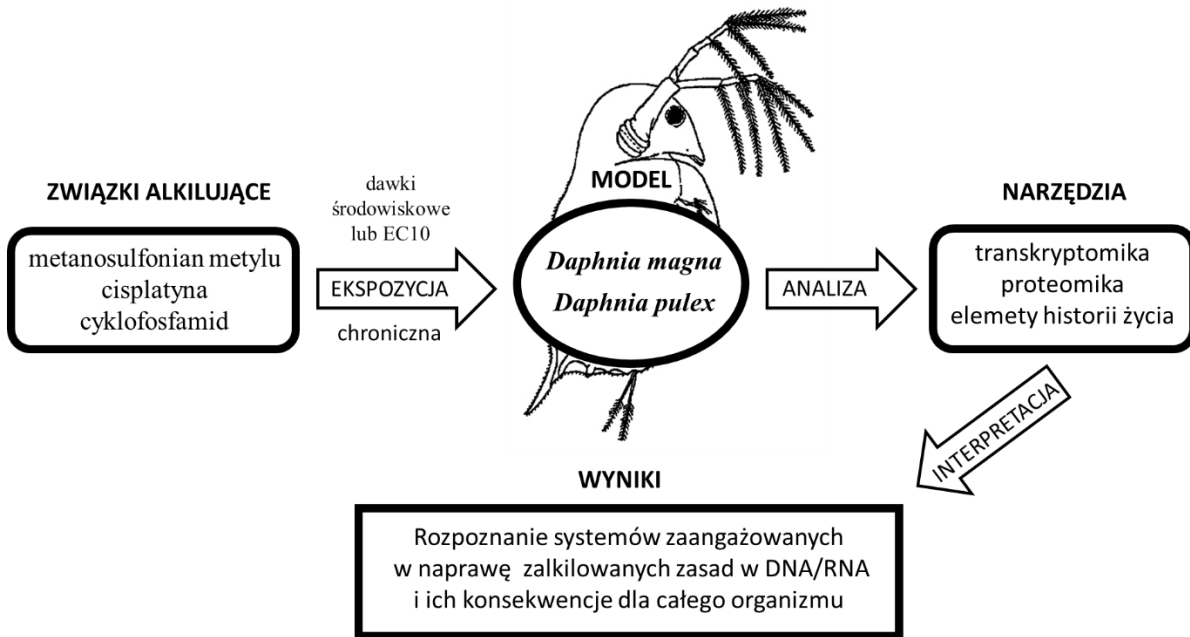 ZWIĄZKI ALKILUJĄCE
metanosulfonian metylu
cisplatyna
cyklofosfamid
dawki
środowiskowe
lub EC10
EKSPOZYCJA
chroniczna
MODEL
Daphnia magna
Daphnia pulex
ANALIZA
NARZĘDZIA
transkryptomika
proteomika
elemety historii życia
INTERPRETACJA
WYNIKI
Rozpoznanie systemów zaangażowanych
w naprawę zalkilowanych zasad w DNA/RNA
i ich konsekwencje dla całego organizmu